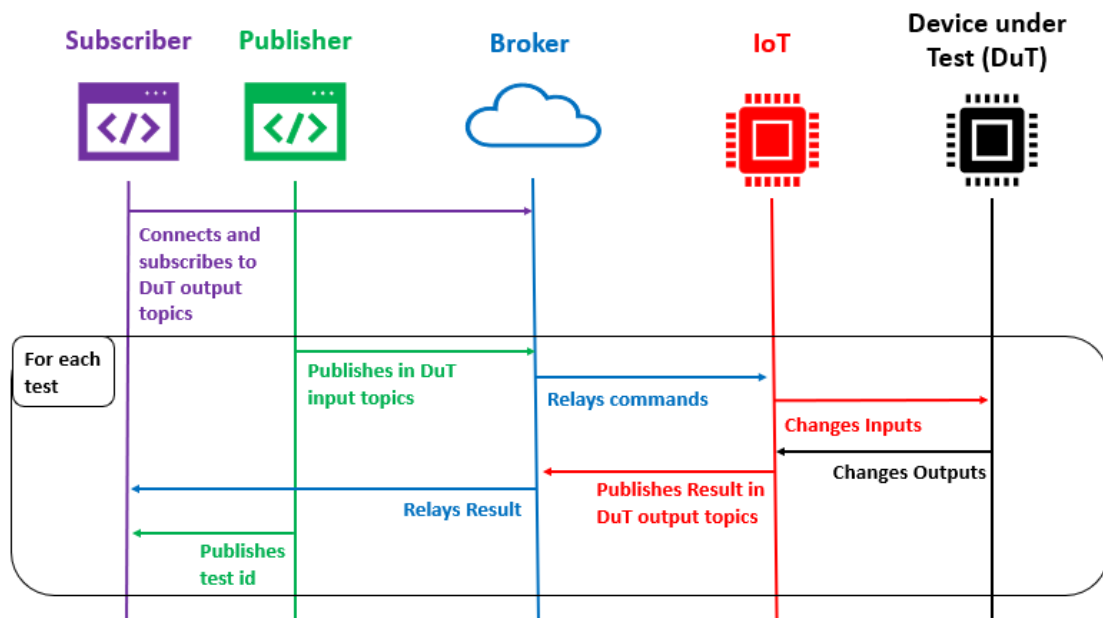 Subscriber
Publisher
Broker
IoT
Device under
Test (DuT)
</>
</>
Connects and
subscribes to
DuT output
topics
For each
test
Publishes in DuT
input topics
Relays commands
Changes Inputs
Changes Outputs
Publishes Result in
DuT output topics
Relays Result
Publishes
test id